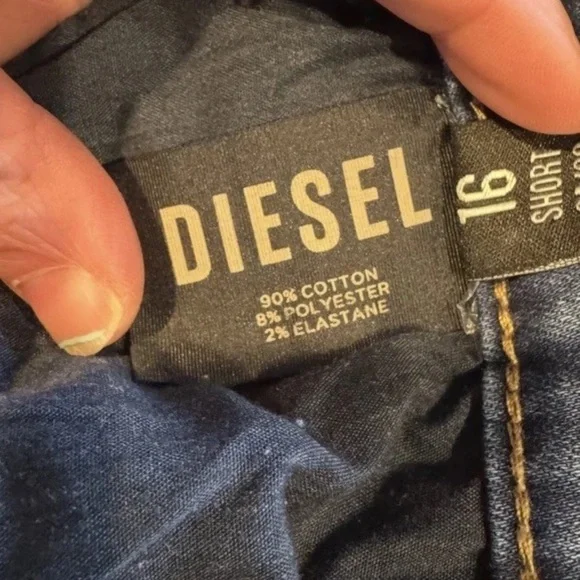 DIESEL
90% COTTON
8% POLYESTER
2% ELASTANE
16
SHORT